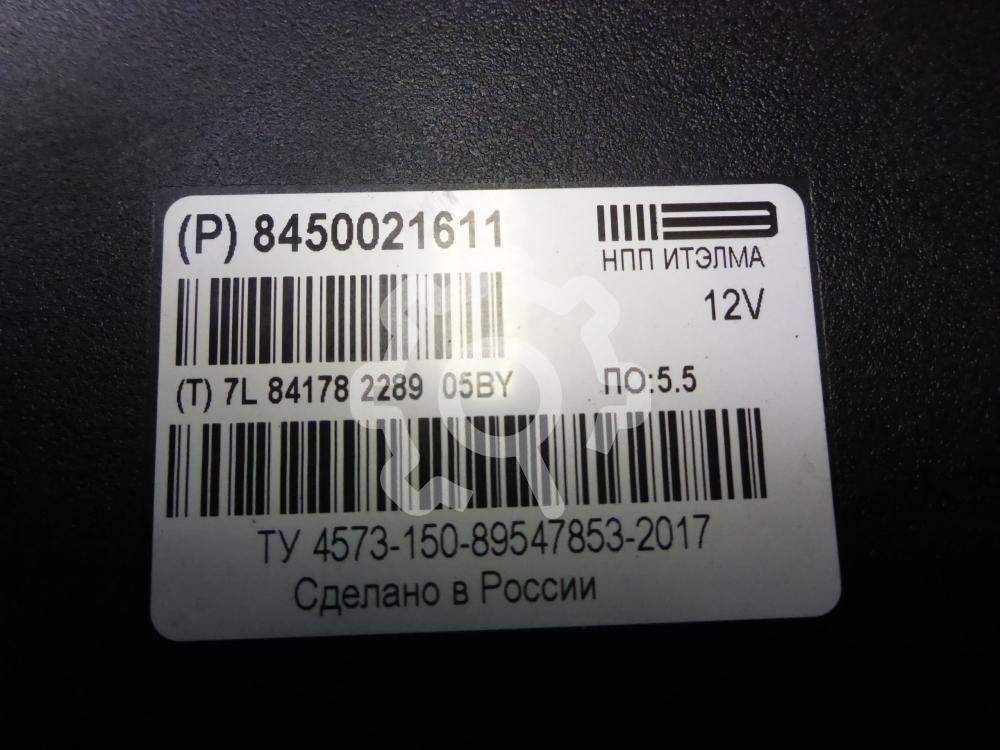 (P) 8450021611
НПП ИТЭЛМА
12V
(T) 7L 84178 2289 05BY ПО:5.5
ТУ 4573-150-89547853-2017
Сделано в России